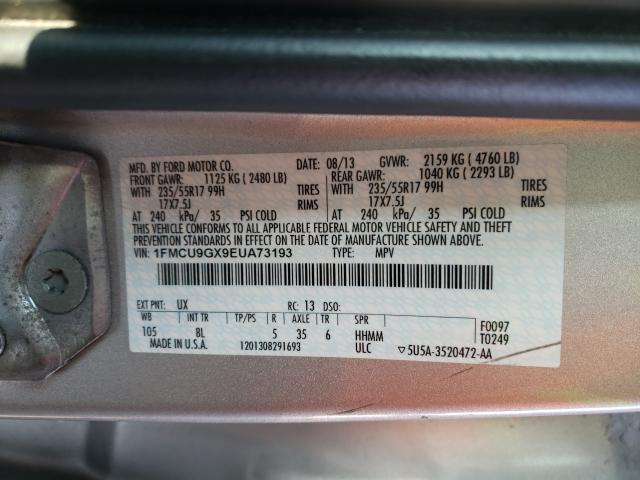 MFD. BY FORD MOTOR CO. DATE: 08/13 GVWR: 2159 KG ( 4760 LB)
FRONT GAWR: 1125 KG ( 2480 LB) REAR GAWR: 1040 KG ( 2293 LB)
WITH 235/55R17 99H TIRES WITH 235/55R17 99H TIRES
17X7.5J RIMS 17X7.5J RIMS
AT 240 kPa/ 35 PSI COLD AT 240 kPa/ 35 PSI COLD
THIS VEHICLE CONFORMS TO ALL APPLICABLE FEDERAL MOTOR VEHICLE SAFETY
AND THEFT PREVENTION STANDARDS IN EFFECT ON THE DATE OF MANUFACTURE SHOWN ABOVE.
VIN: 1FMCU9GX9EUA73193 TYPE: MPV
EXT PNT: UX RC: 13 DSO:
WB INT TR TP/PS R AXLE TR SPR F0097
105 8L 5 35 6 HHMM T0249
MADE IN U.S.A. 1201308291693 ULC ▽5U5A-3520472-AA